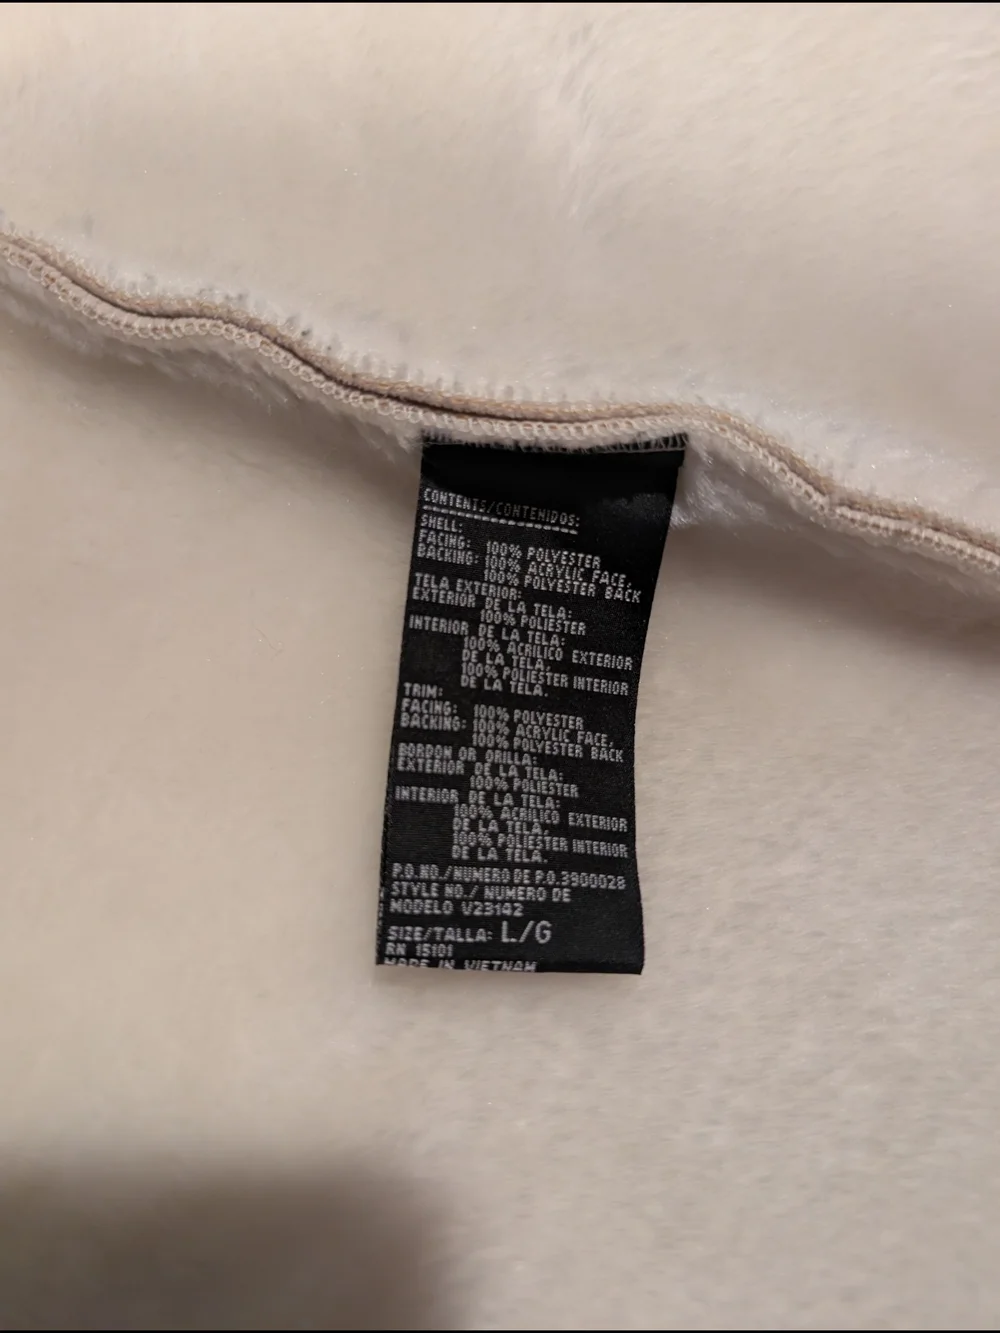 CONTENTS/CONTENIDOS:
SHELL:
FACING: 100% POLYESTER
BACKING: 100% ACRYLIC FACE,
100% POLYESTER BACK
TELA EXTERIOR:
EXTERIOR DE LA TELA:
100% POLIESTER
INTERIOR DE LA TELA:
100% ACRILICO EXTERIOR
DE LA TELA,
100% POLIESTER INTERIOR
DE LA TELA.
TRIM:
FACING: 100% POLYESTER
BACKING: 100% ACRYLIC FACE,
100% POLYESTER BACK
BORDON OR ORILLA:
EXTERIOR DE LA TELA:
100% POLIESTER
INTERIOR DE LA TELA:
100% ACRILICO EXTERIOR
DE LA TELA,
100% POLIESTER INTERIOR
DE LA TELA.
P.O.NO./NUMERO DE P.O.3900028
STYLE NO./ NUMERO DE
MODELO V23142
SIZE/TALLA: L/G
RN 15101
MADE IN VIETNAM